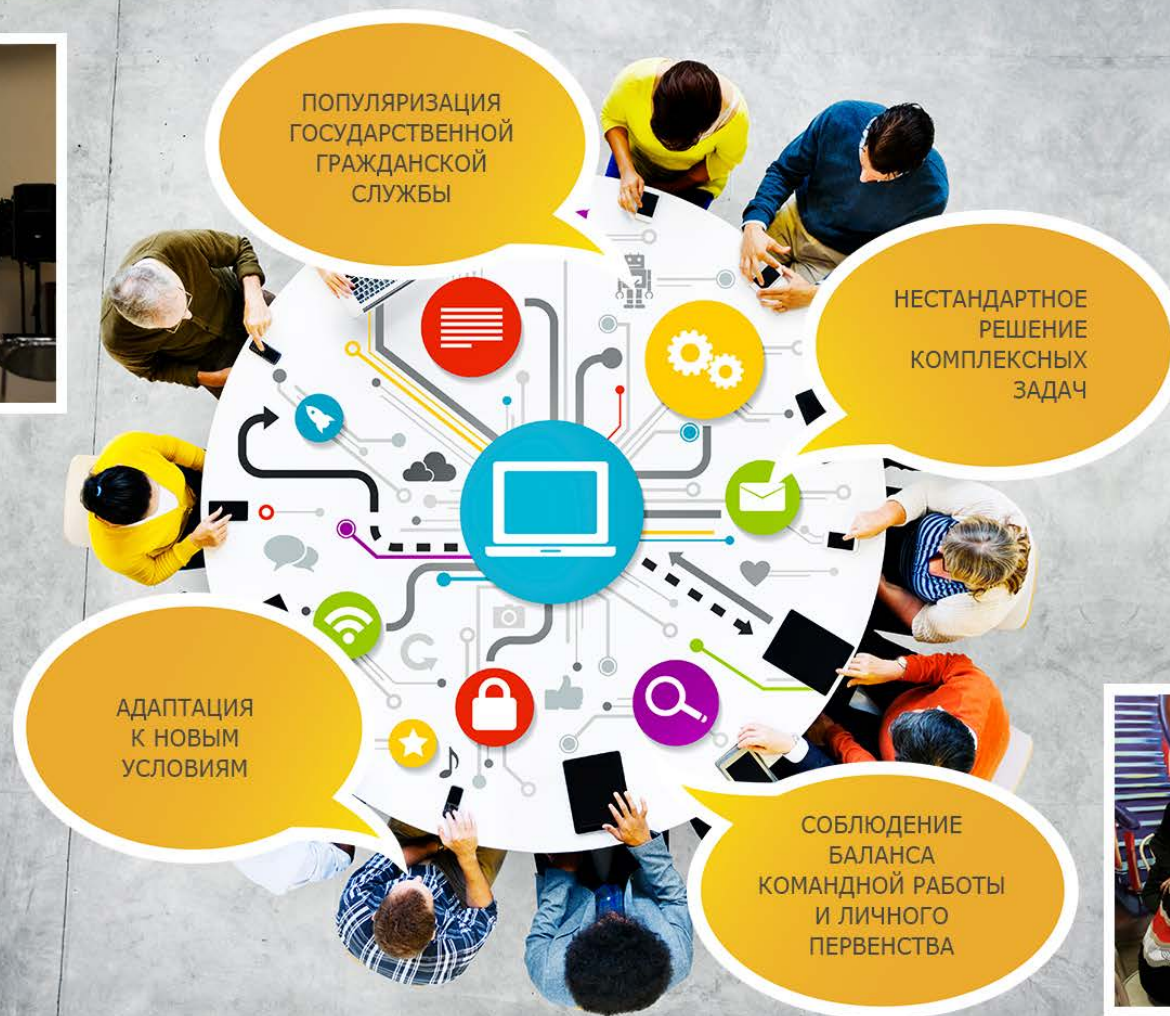 ПОПУЛЯРИЗАЦИЯ
ГОСУДАРСТВЕННОЙ
ГРАЖДАНСКОЙ
СЛУЖБЫ
НЕСТАНДАРТНОЕ
РЕШЕНИЕ
КОМПЛЕКСНЫХ
ЗАДАЧ
АДАПТАЦИЯ
К НОВЫМ
УСЛОВИЯМ
СОБЛЮДЕНИЕ
БАЛАНСА
КОМАНДНОЙ РАБОТЫ
И ЛИЧНОГО
ПЕРВЕНСТВА